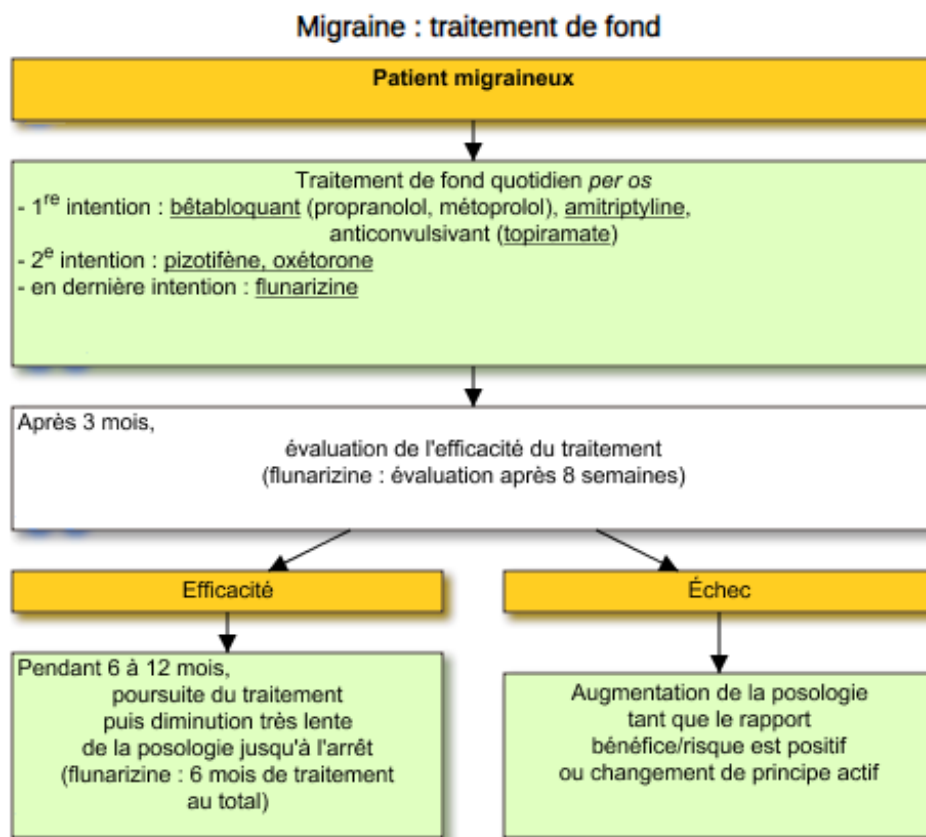 Migraine : traitement de fond
Patient migraineux
Traitement de fond quotidien per os
- 1re intention : bêtabloquant (propranolol, métoprolol), amitriptyline,
anticonvulsivant (topiramate)
- 2e intention : pizotifène, oxétorone
- en dernière intention : flunarizine
Après 3 mois,
évaluation de l'efficacité du traitement
(flunarizine : évaluation après 8 semaines)
Efficacité
Pendant 6 à 12 mois,
poursuite du traitement
puis diminution très lente
de la posologie jusqu'à l'arrêt
(flunarizine : 6 mois de traitement
au total)
Échec
Augmentation de la posologie
tant que le rapport
bénéfice/risque est positif
ou changement de principe actif